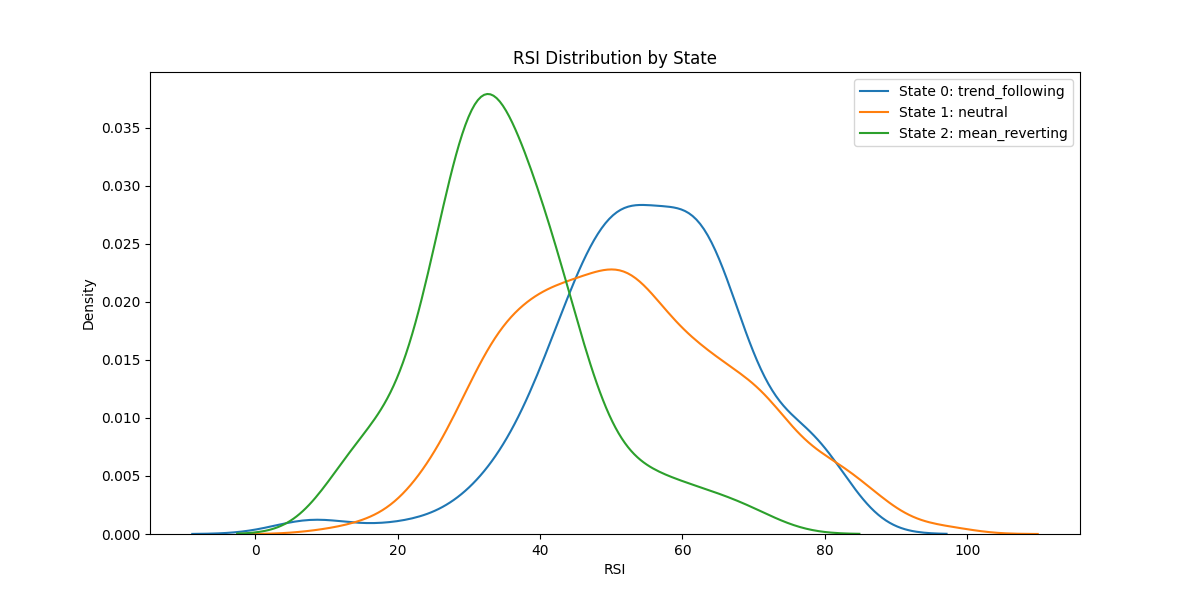 RSI Distribution by State
State 0: trend_following
State 1: neutral
State 2: mean_reverting
Density
0.035
0.030
0.025
0.020
0.015
0.010
0.005
0.000
0 20 40 60 80 100
RSI